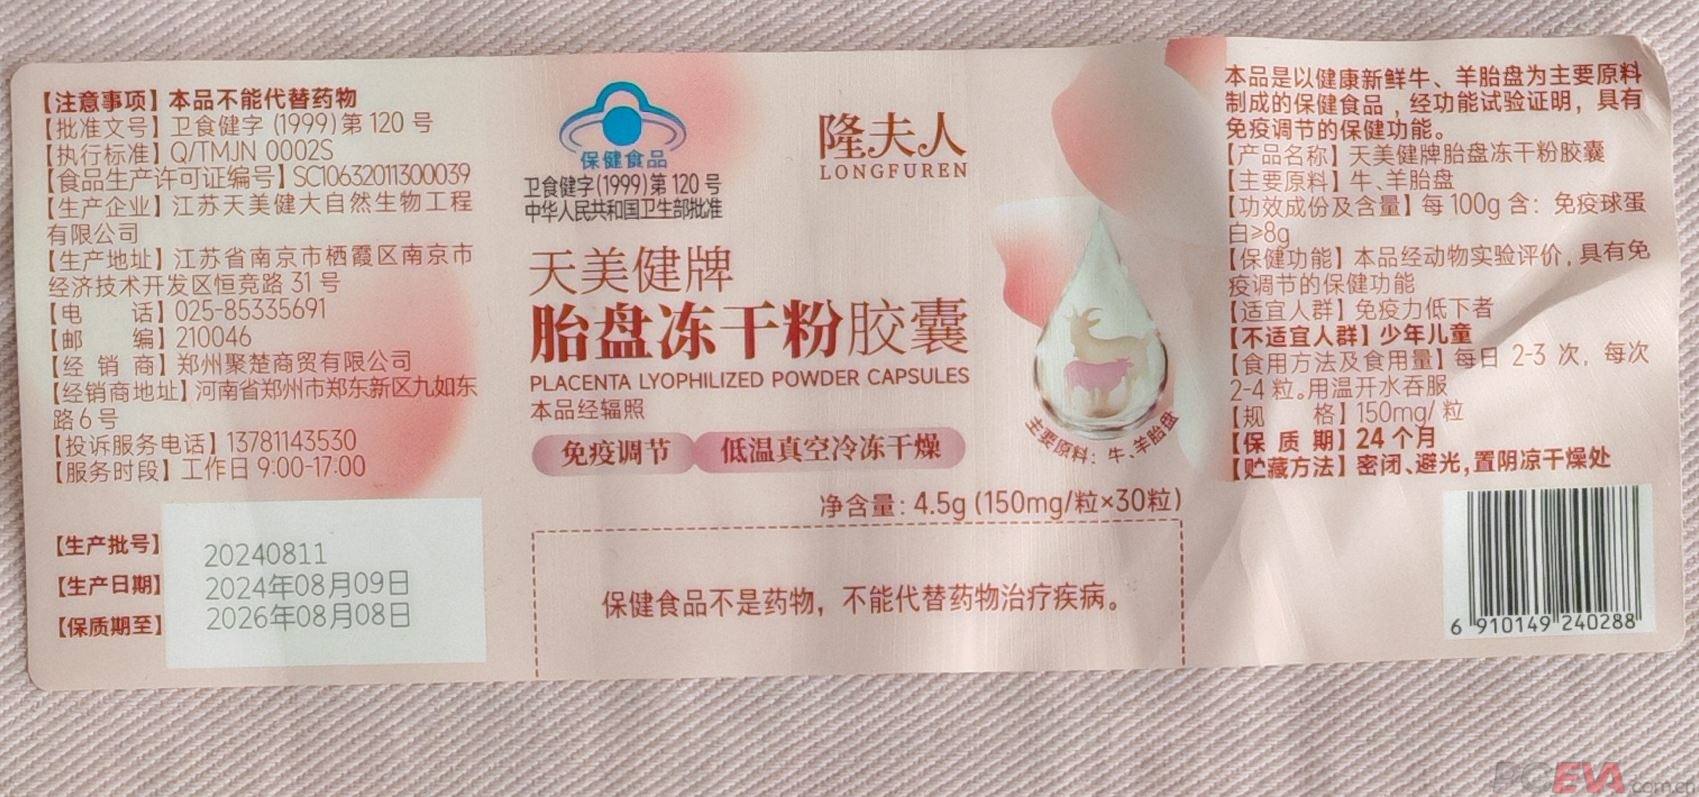 【注意事项】本品不能代替药物
【批准文号】卫食健字 (1999)第 120 号
【执行标准】Q/TMJN 0002S
【食品生产许可证编号】SC10632011300039
【生产企业】江苏天美健大自然生物工程
有限公司
【生产地址】江苏省南京市栖霞区南京市
经济技术开发区恒竞路 31 号
【电 话】025-85335691
【邮 编】210046
【经 销 商】郑州聚楚商贸有限公司
【经销商地址】河南省郑州市郑东新区九如东
路 6 号
【投诉服务电话】13781143530
【服务时段】工作日 9:00-17:00
【生产批号】 20240811
【生产日期】 2024年08月09日
【保质期至】 2026年08月08日
保健食品
卫食健字(1999)第 120 号
中华人民共和国卫生部批准
隆夫人
LONGFUREN
天美健牌
胎盘冻干粉胶囊
PLACENTA LYOPHILIZED POWDER CAPSULES
本品经辐照
免疫调节 低温真空冷冻干燥
主要原料：牛、羊胎盘
净含量: 4.5g (150mg/粒×30粒)
保健食品不是药物，不能代替药物治疗疾病。
本品是以健康新鲜牛、羊胎盘为主要原料
制成的保健食品，经功能试验证明，具有
免疫调节的保健功能。
【产品名称】天美健牌胎盘冻干粉胶囊
【主要原料】牛、羊胎盘
【功效成份及含量】每 100g 含：免疫球蛋
白≥8g
【保健功能】本品经动物实验评价，具有免
疫调节的保健功能
【适宜人群】免疫力低下者
【不适宜人群】少年儿童
【食用方法及食用量】每日 2-3 次，每次
2-4 粒。用温开水吞服
【规 格】150mg/ 粒
【保 质 期】24 个月
【贮藏方法】密闭、避光，置阴凉干燥处
6 910149 240288
PCEVA.com.cn